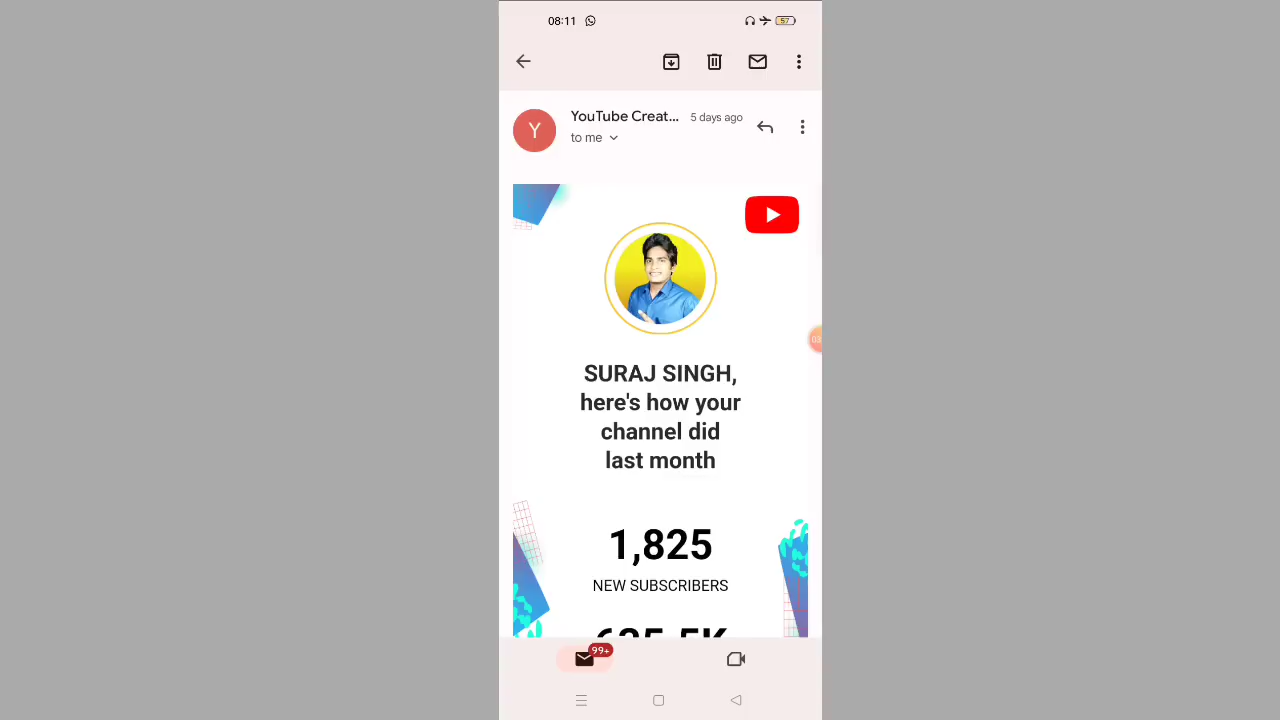 08:11
57
YouTube Creat... 5 days ago
Y
to me
SURAJ SINGH,
here's how your
channel did
last month
1,825
NEW SUBSCRIBERS
99+